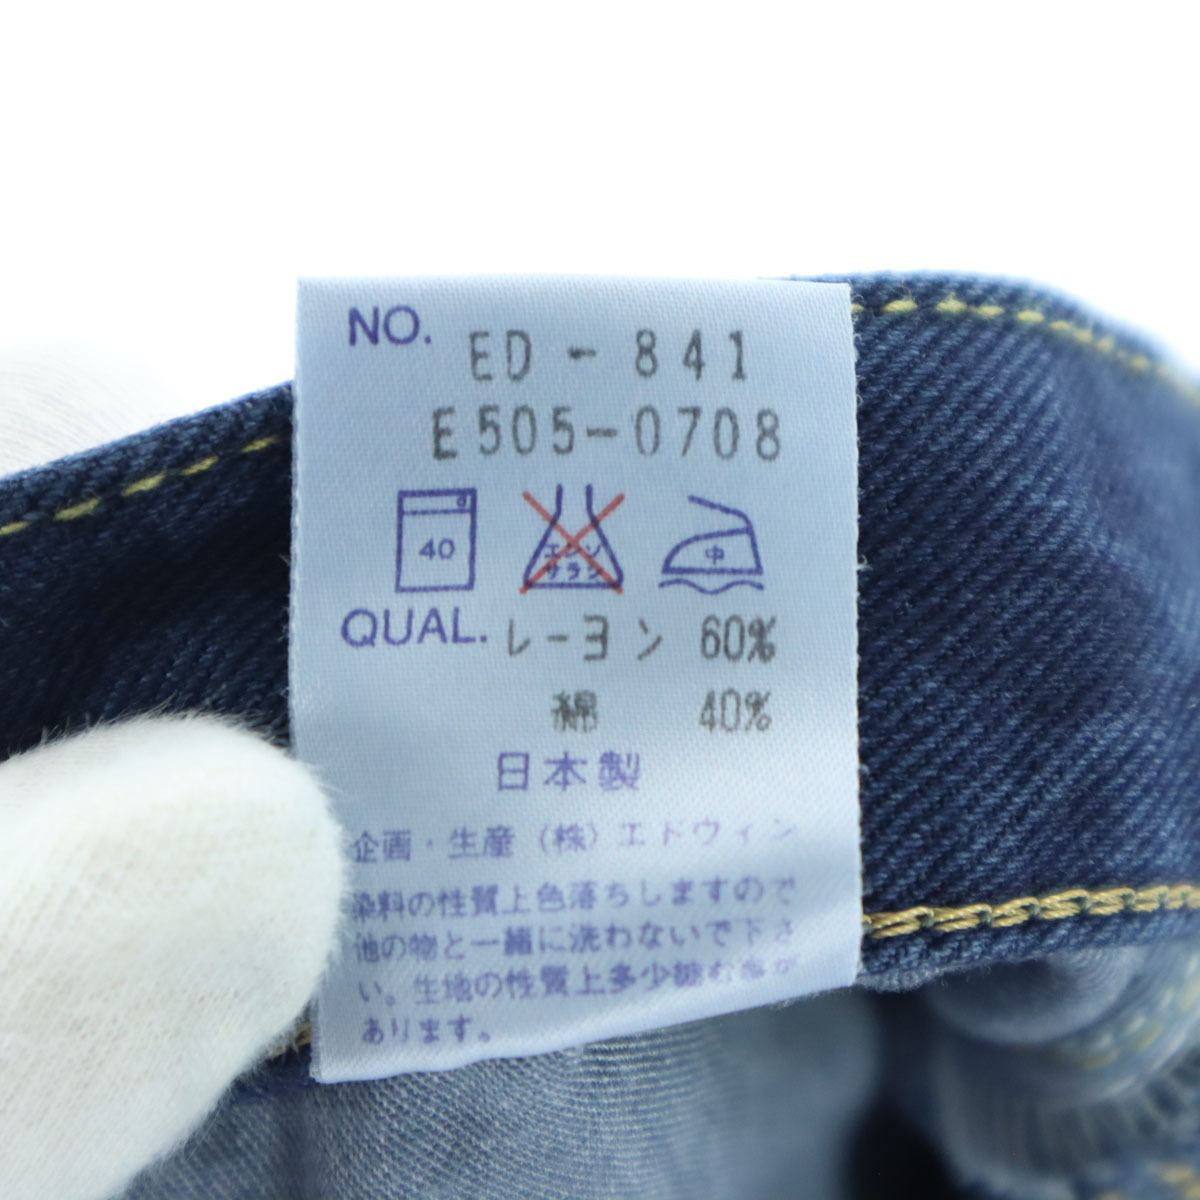 NO. ED-841
E505-0708
40 エンソサラシ 中
QUAL. レーヨン 60%
綿 40%
日本製
企画・生産(株)エドウィン
染料の性質上色落ちしますので
他の物と一緒に洗わないで下さ
い。生地の性質上多少縮む事が
あります。